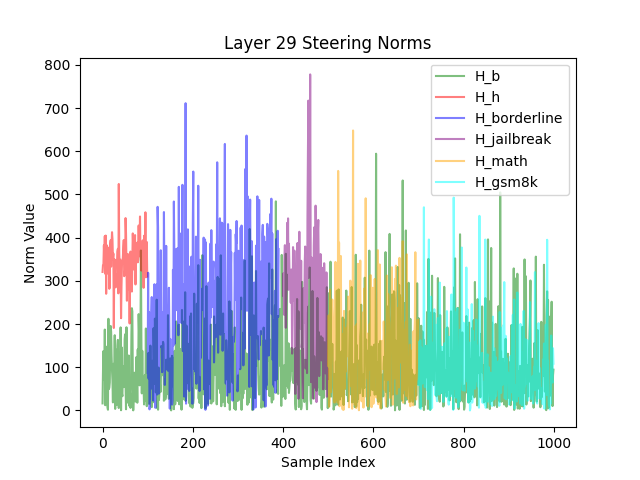 Layer 29 Steering Norms
Norm Value
800
700
600
500
400
300
200
100
0
H_b
H_h
H_borderline
H_jailbreak
H_math
H_gsm8k
0
200
400
600
800
1000
Sample Index